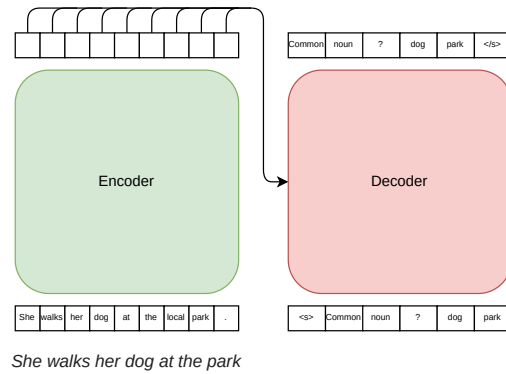 Common noun ? dog park </s>
Encoder
Decoder
She walks her dog at the local park .
<s> Common noun ? dog park
She walks her dog at the park